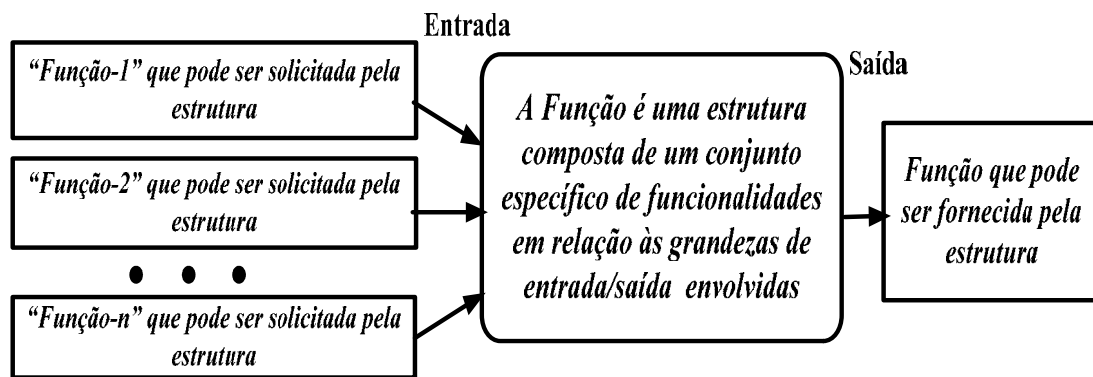 Entrada
“Função-1” que pode ser solicitada pela
estrutura
“Função-2” que pode ser solicitada pela
estrutura
“Função-n” que pode ser solicitada pela
estrutura
A Função é uma estrutura
composta de um conjunto
específico de funcionalidades
em relação às grandezas de
entrada/saída envolvidas
Saída
Função que pode
ser fornecida pela
estrutura